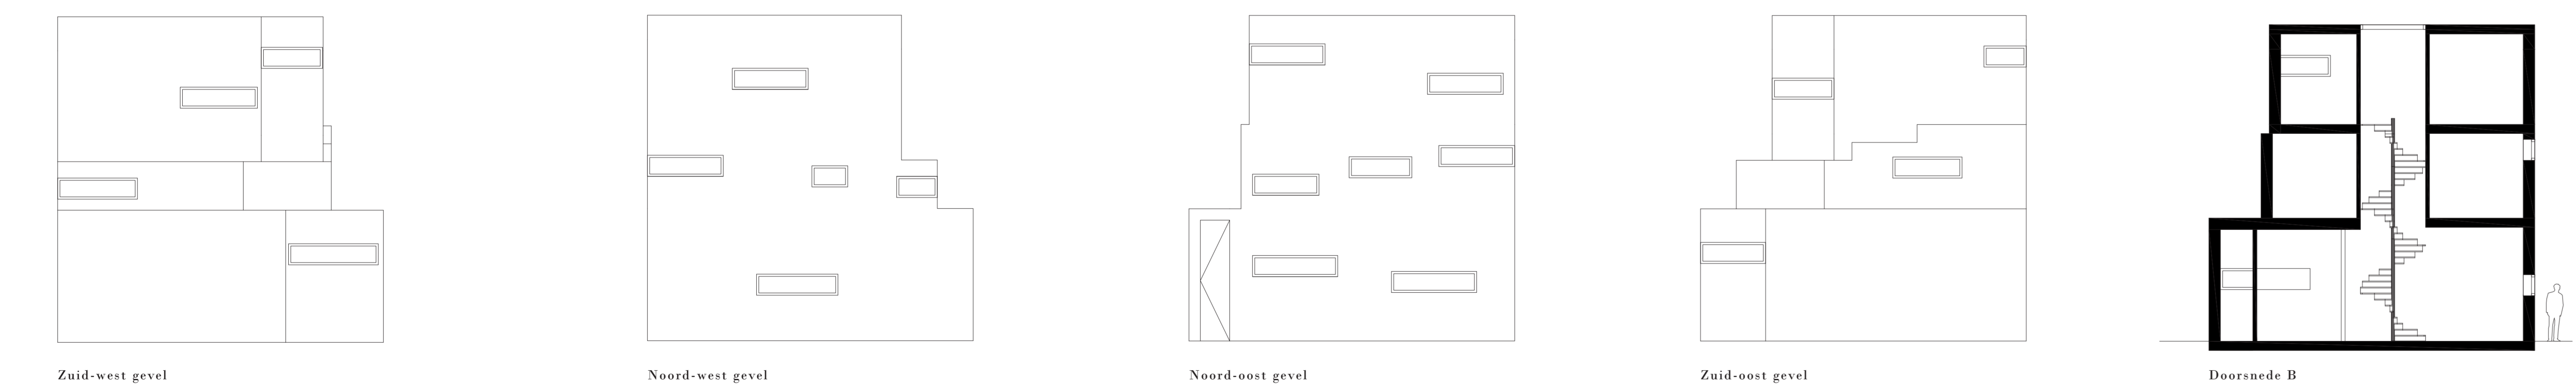 Zuid-west gevel
Noord-west gevel
Noord-oost gevel
Zuid-oost gevel
Doorsnede B